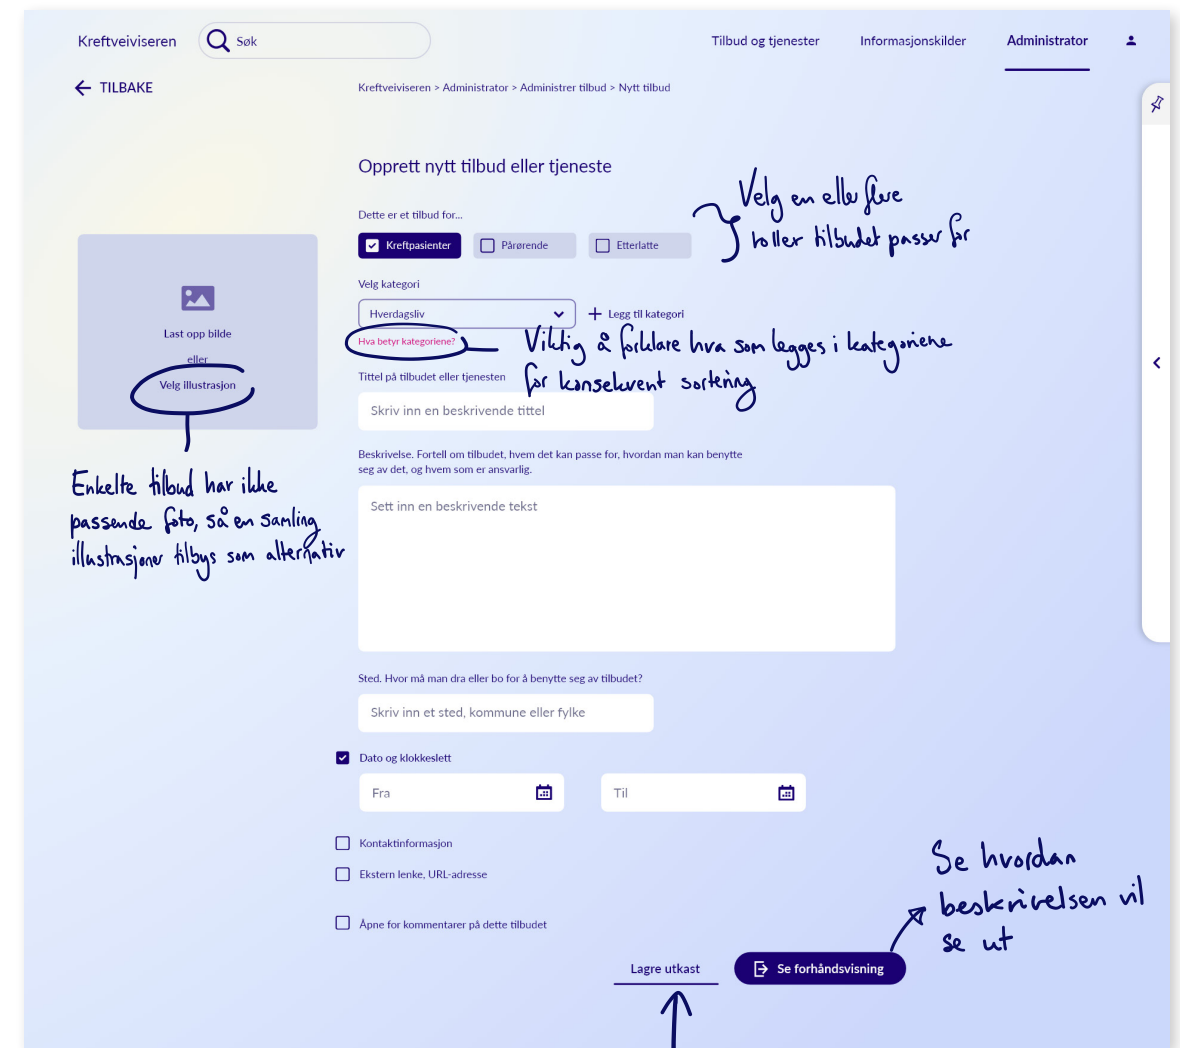 Kreftveiviseren
Søk
Tilbud og tjenester
Informasjonskilder
Administrator
TILBAKE
Kreftveiviseren > Administrator > Administrer tilbud > Nytt tilbud
Opprett nytt tilbud eller tjeneste
Dette er et tilbud for...
Kreftpasienter
Pårørende
Etterlatte
Velg en eller flere
roller tilbudet passer for
Velg kategori
Hverdagsliv
Legg til kategori
Hva betyr kategoriene?
Viktig å forklare hva som legges i kategoriene
for konsekvent sortering
Last opp bilde
eller
Velg illustrasjon
Enkelte tilbud har ikke
passende foto, så en samling
illustrasjoner tilbys som alternativ
Tittel på tilbudet eller tjenesten
Skriv inn en beskrivende tittel
Beskrivelse. Fortell om tilbudet, hvem det kan passe for, hvordan man kan benytte
seg av det, og hvem som er ansvarlig.
Sett inn en beskrivende tekst
Sted. Hvor må man dra eller bo for å benytte seg av tilbudet?
Skriv inn et sted, kommune eller fylke
Dato og klokkeslett
Fra
Til
Kontaktinformasjon
Ekstern lenke, URL-adresse
Åpne for kommentarer på dette tilbudet
Se hvordan
beskrivelsen vil
se ut
Lagre utkast
Se forhåndsvisning